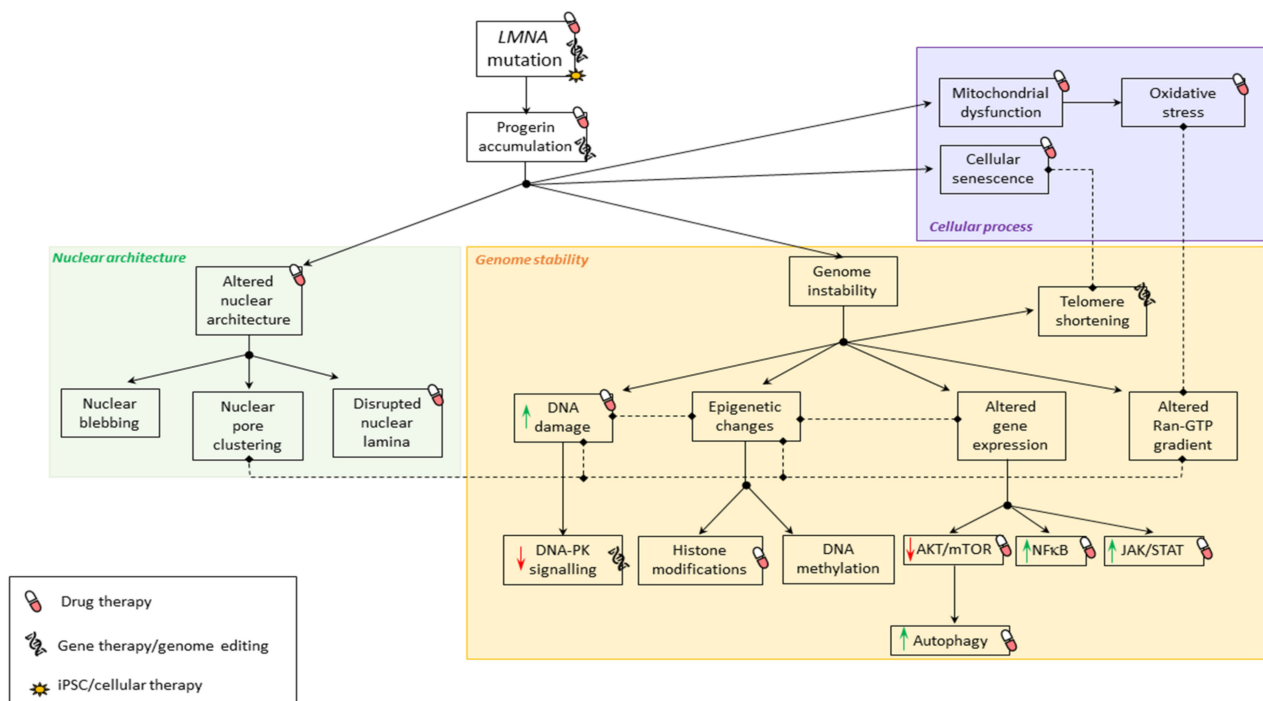 LMNA
mutation
Progerin
accumulation
Mitochondrial
dysfunction
Oxidative
stress
Cellular
senescence
Cellular process
Nuclear architecture
Altered
nuclear
architecture
Nuclear
blebbing
Nuclear
pore
clustering
Disrupted
nuclear
lamina
Genome stability
Genome
instability
Telomere
shortening
DNA
damage
Epigenetic
changes
Altered
gene
expression
Altered
Ran-GTP
gradient
DNA-PK
signalling
Histone
modifications
DNA
methylation
AKT/mTOR
NFκB
JAK/STAT
Autophagy
Drug therapy
Gene therapy/genome editing
iPSC/cellular therapy